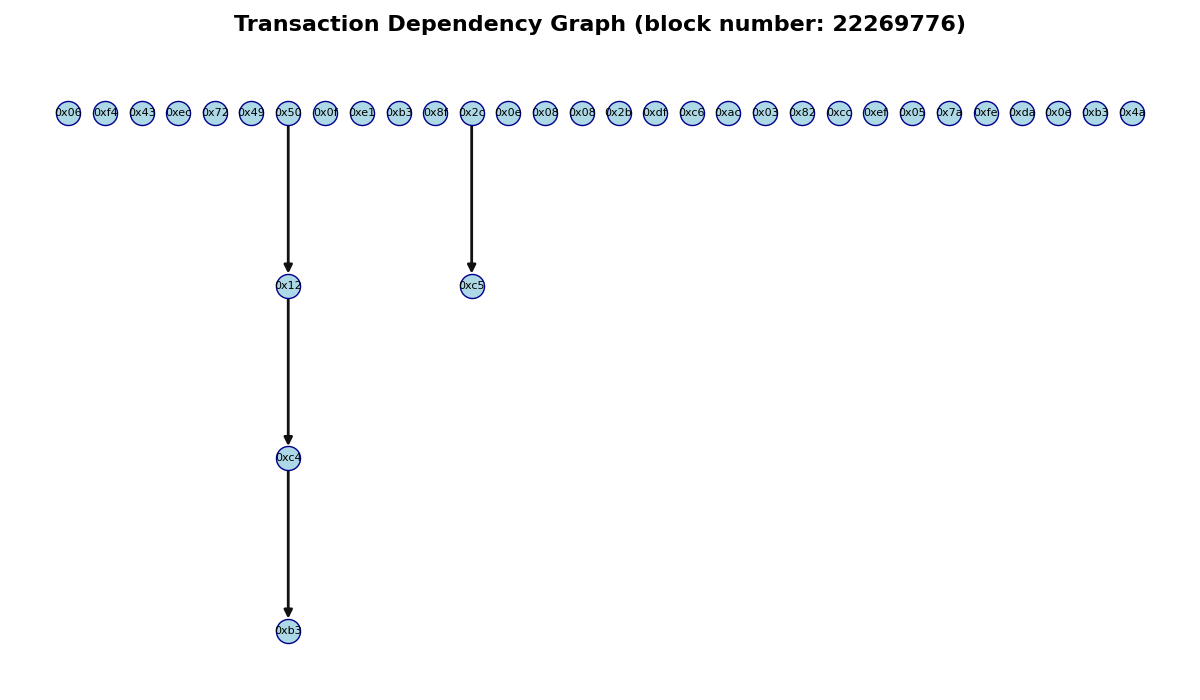 Transaction Dependency Graph (block number: 22269776)
0x06 0xf4 0x43 0xec 0x72 0x49 0x50 0x0f 0xe1 0xb3 0x8f 0x2c 0x0e 0x08 0x08 0x2b 0xdf 0xc6 0xac 0x03 0x82 0xcc 0xef 0x05 0x7a 0xfe 0xda 0x0e 0xb3 0x4a
0x12 0xc5
0xc4
0xb3